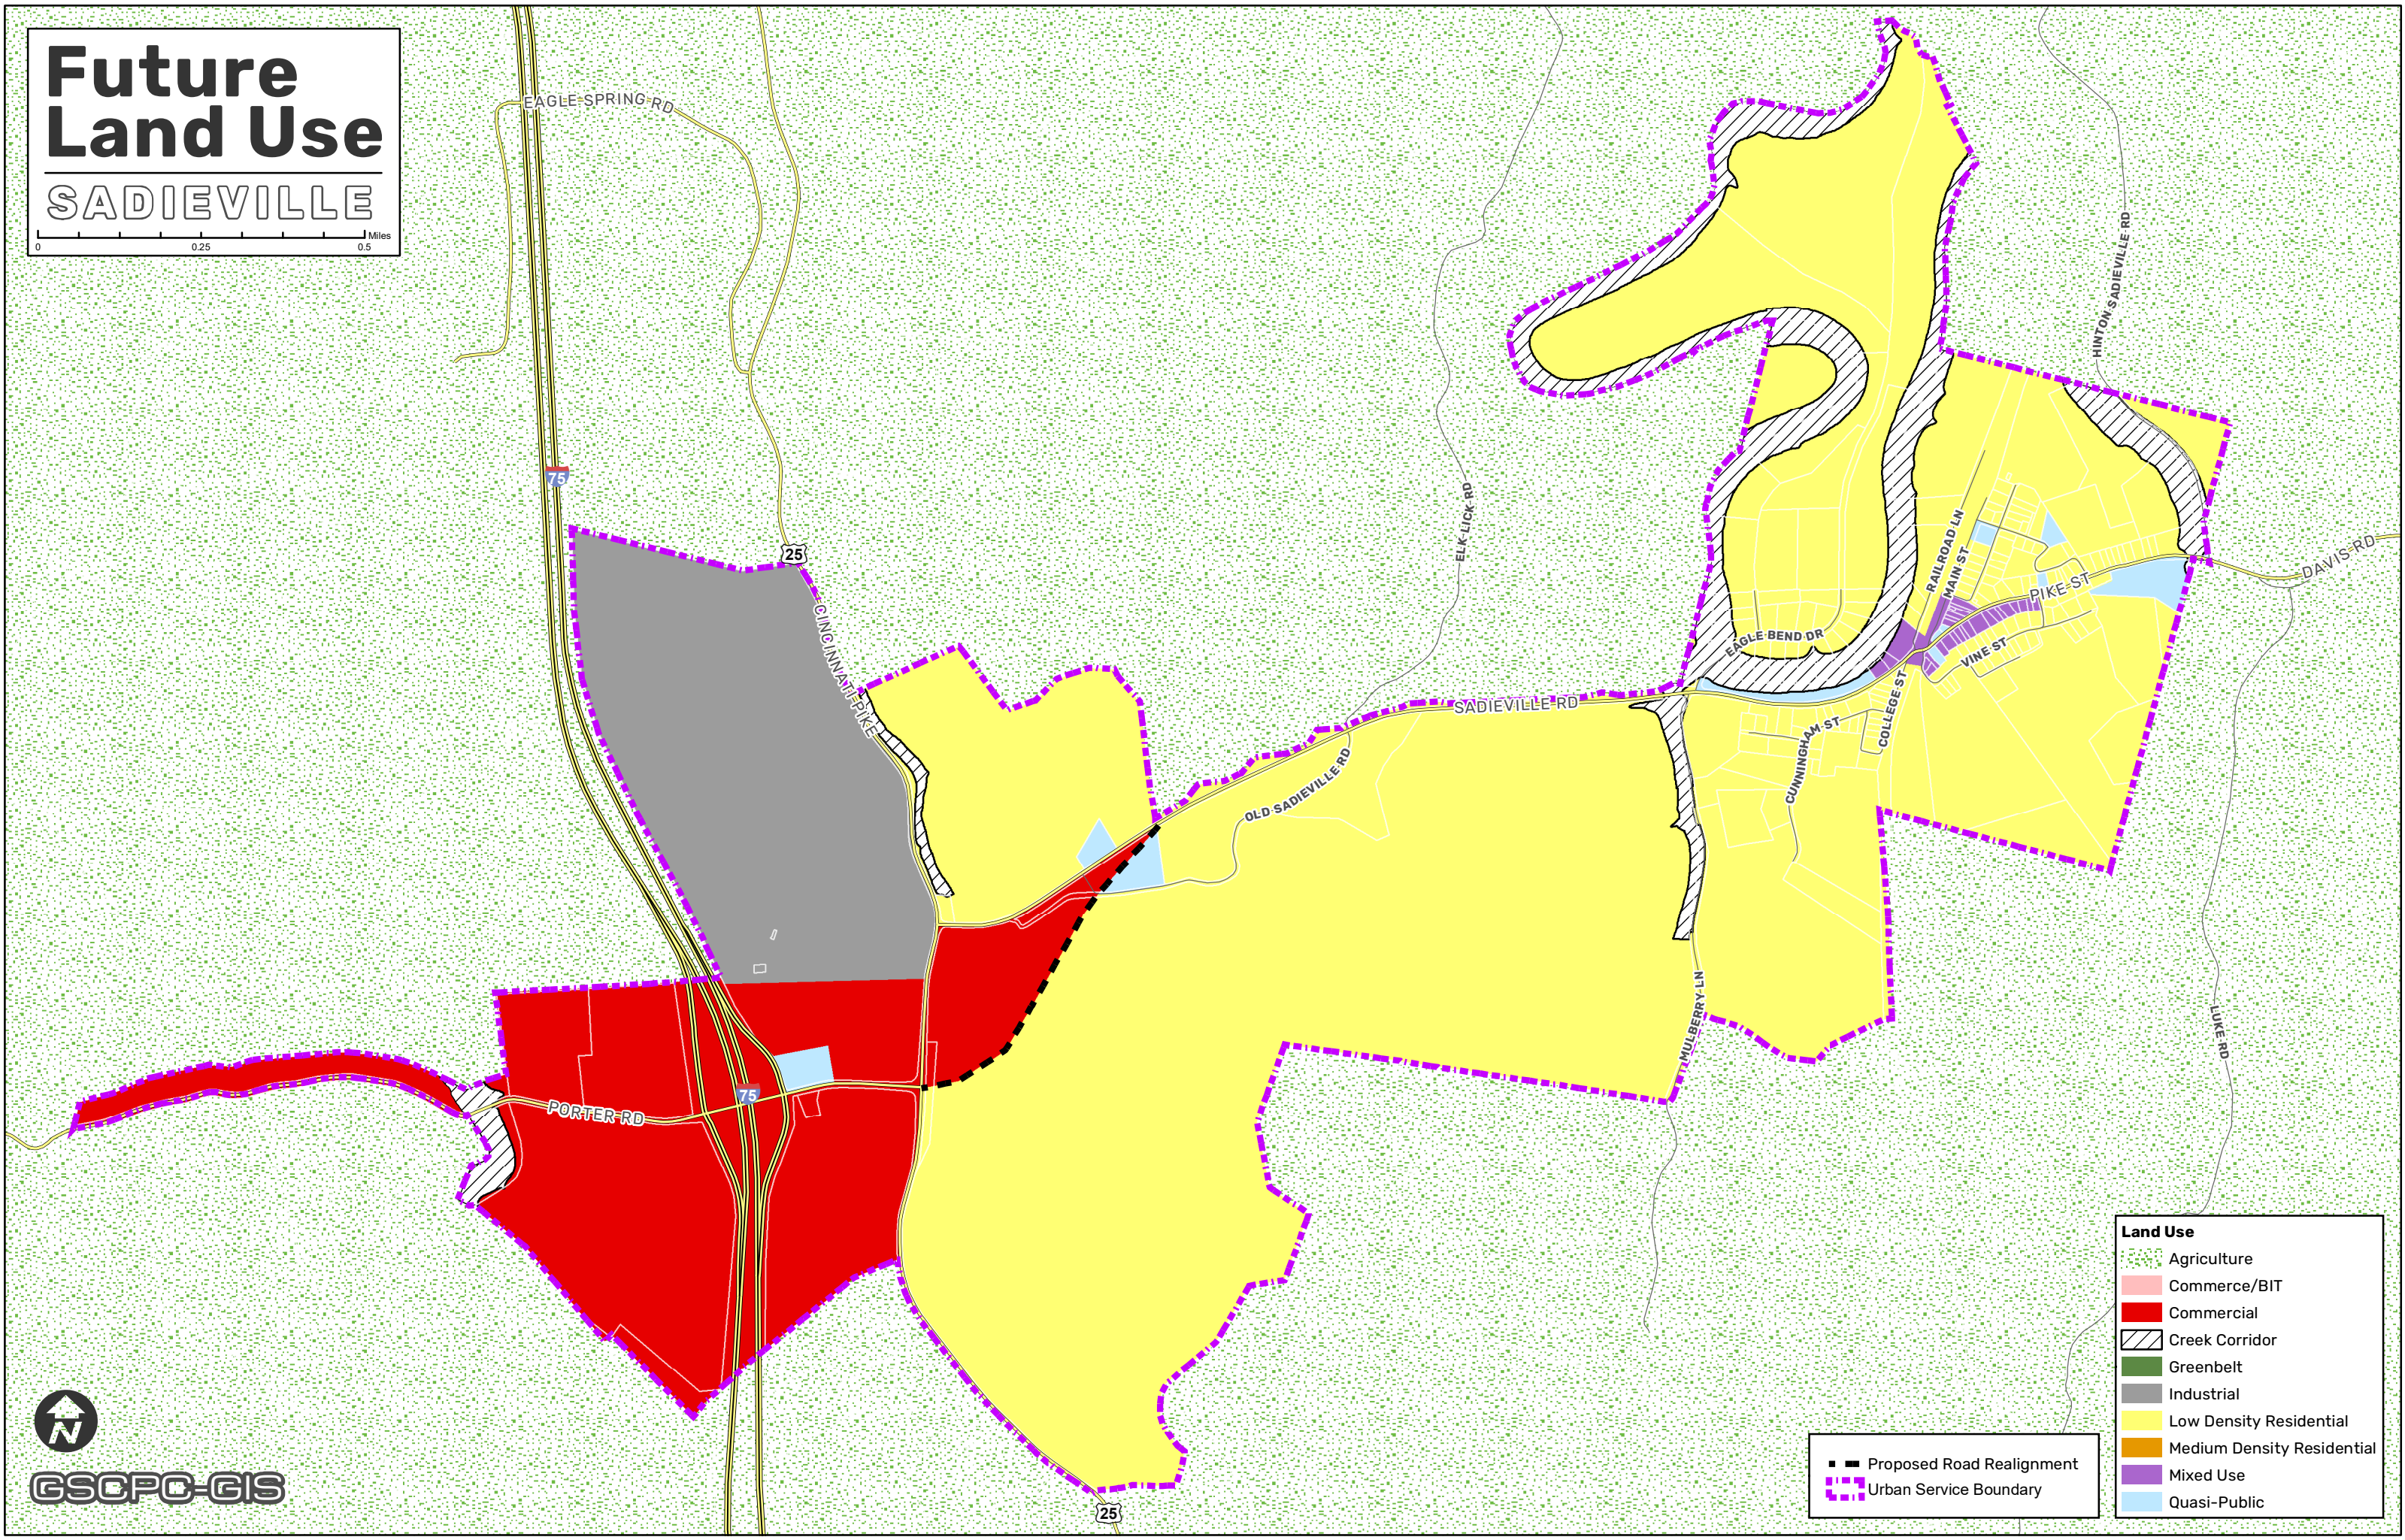 Future
Land Use
SADIEVILLE
Miles
0 0.25 0.5
EAGLE SPRING RD
75
25
CINCINNATI PIKE
ELK LICK RD
HINTON SADIEVILLE RD
RAILROAD LN
MAIN ST
PIKE ST
DAVIS RD
EAGLE BEND DR
VINE ST
COLLEGE ST
CUNNINGHAM ST
SADIEVILLE RD
OLD SADIEVILLE RD
MULBERRY LN
LUKE RD
75
PORTER RD
25
N
GSCPC-GIS
Proposed Road Realignment
Urban Service Boundary
Land Use
Agriculture
Commerce/BIT
Commercial
Creek Corridor
Greenbelt
Industrial
Low Density Residential
Medium Density Residential
Mixed Use
Quasi-Public